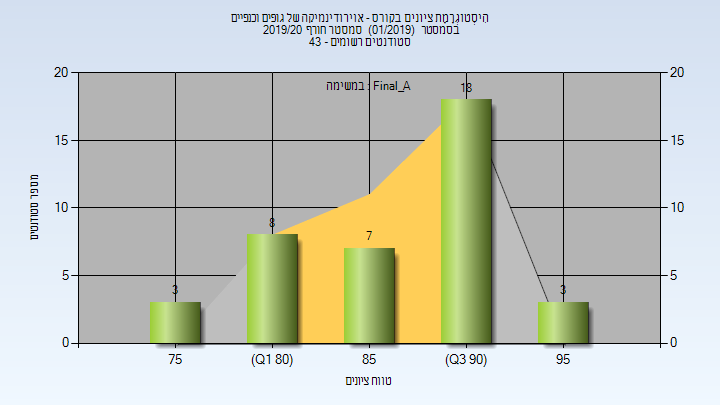 היסטוגרמת ציונים בקורס - אוירודינמיקה של גופים וכנפיים
בסמסטר (01/2019) סמסטר חורף 2019/20
סטודנטים רשומים - 43
במשימה : Final_A
20
15
10
5
0
20
15
10
5
0
מספר סטודנטים
3
8
7
18
3
75
(Q1 80)
85
(Q3 90)
95
טווח ציונים